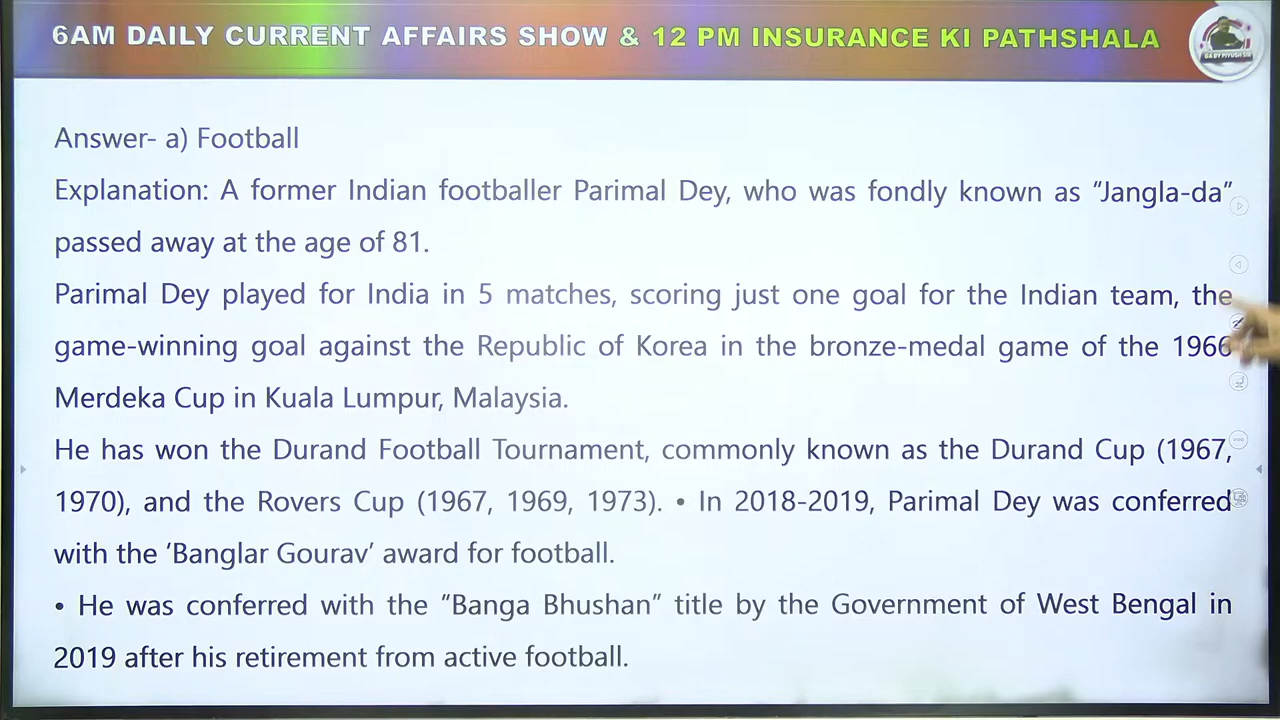 6AM DAILY CURRENT AFFAIRS SHOW & 12 PM INSURANCE KI PATHSHALA
GA BY PIYUSH SIR
Answer- a) Football
Explanation: A former Indian footballer Parimal Dey, who was fondly known as “Jangla-da”
passed away at the age of 81.
Parimal Dey played for India in 5 matches, scoring just one goal for the Indian team, the
game-winning goal against the Republic of Korea in the bronze-medal game of the 1966
Merdeka Cup in Kuala Lumpur, Malaysia.
He has won the Durand Football Tournament, commonly known as the Durand Cup (1967,
1970), and the Rovers Cup (1967, 1969, 1973). • In 2018-2019, Parimal Dey was conferred
with the ‘Banglar Gourav’ award for football.
• He was conferred with the “Banga Bhushan” title by the Government of West Bengal in
2019 after his retirement from active football.